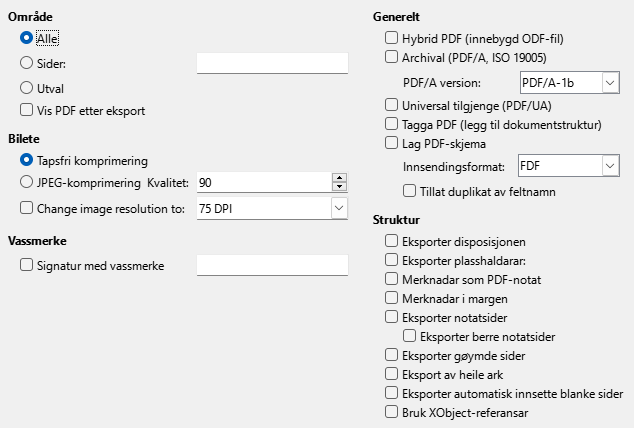 Område
Alle
Sider:
Utval
Vis PDF etter eksport
Bilete
Tapsfri komprimering
JPEG-komprimering Kvalitet: 90
Change image resolution to: 75 DPI
Vassmerke
Signatur med vassmerke
Generelt
Hybrid PDF (innebygd ODF-fil)
Archival (PDF/A, ISO 19005)
PDF/A version: PDF/A-1b
Universal tilgjenge (PDF/UA)
Tagga PDF (legg til dokumentstruktur)
Lag PDF-skjema
Innsendingsformat: FDF
Tillat duplikat av feltnamn
Struktur
Eksporter disposisjonen
Eksporter plasshaldarar:
Merknadar som PDF-notat
Merknadar i margen
Eksporter notatsider
Eksporter berre notatsider
Eksporter gøymde sider
Eksport av heile ark
Eksporter automatisk innsette blanke sider
Bruk XObject-referansar